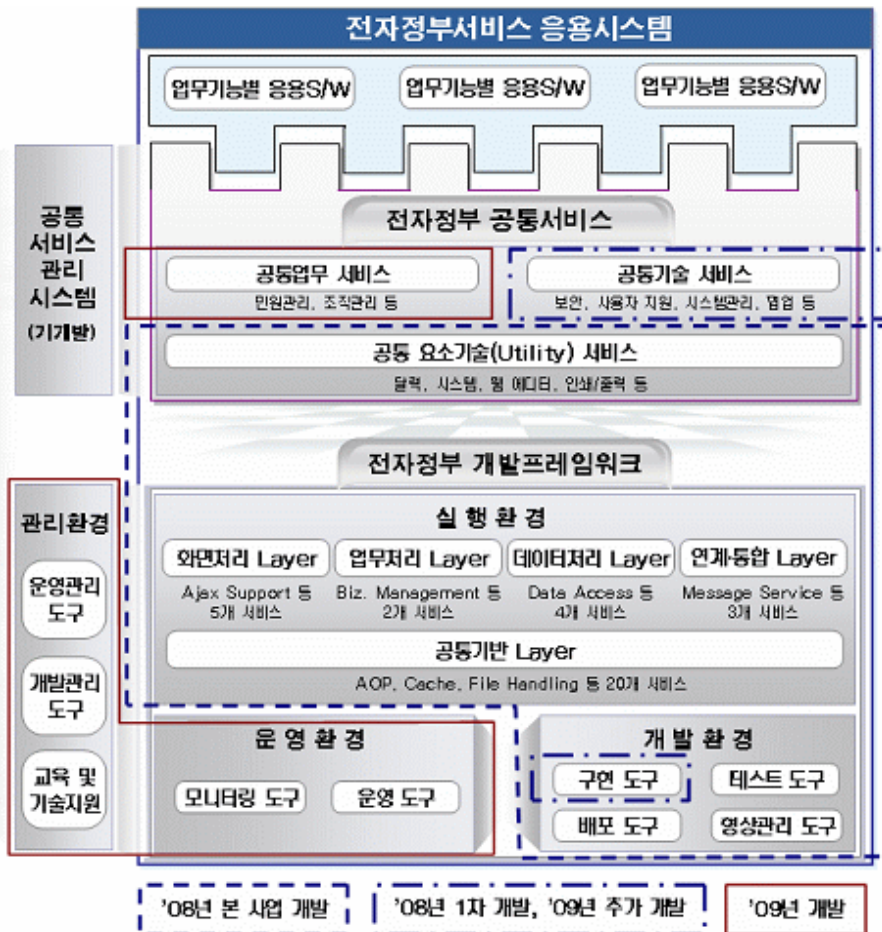 전자정부서비스 응용시스템
업무기능별 응용S/W
업무기능별 응용S/W
업무기능별 응용S/W
공통
서비스
관리
시스템
(기개발)
전자정부 공통서비스
공통업무 서비스
민원관리, 조직관리 등
공통기술 서비스
보안, 사용자 지원, 시스템관리, 협업 등
공통 요소기술(Utility) 서비스
달력, 시스템, 웹 에디터, 인쇄/출력 등
전자정부 개발프레임워크
관리환경
운영관리
도구
개발관리
도구
교육 및
기술지원
실행환경
화면처리 Layer
Ajax Support 등
5개 서비스
업무처리 Layer
Biz. Management 등
2개 서비스
데이터처리 Layer
Data Access 등
4개 서비스
연계·통합 Layer
Message Service 등
3개 서비스
공통기반 Layer
AOP, Cache, File Handling 등 20개 서비스
운영환경
모니터링 도구
운영 도구
개발환경
구현 도구
테스트 도구
배포 도구
형상관리 도구
'08년 본 사업 개발
'08년 1차 개발, '09년 추가 개발
'09년 개발